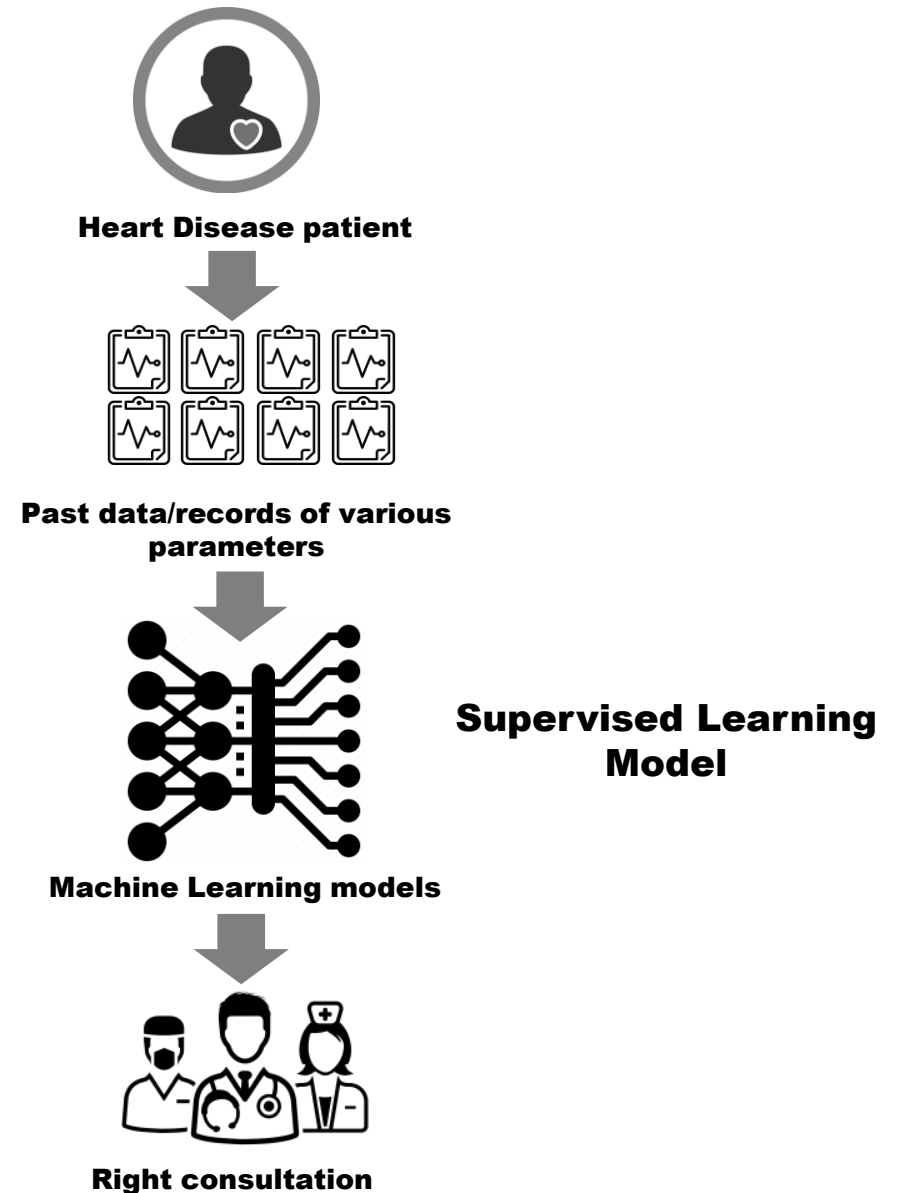 Heart Disease patient
Past data/records of various
parameters
Supervised Learning
Model
Machine Learning models
Right consultation